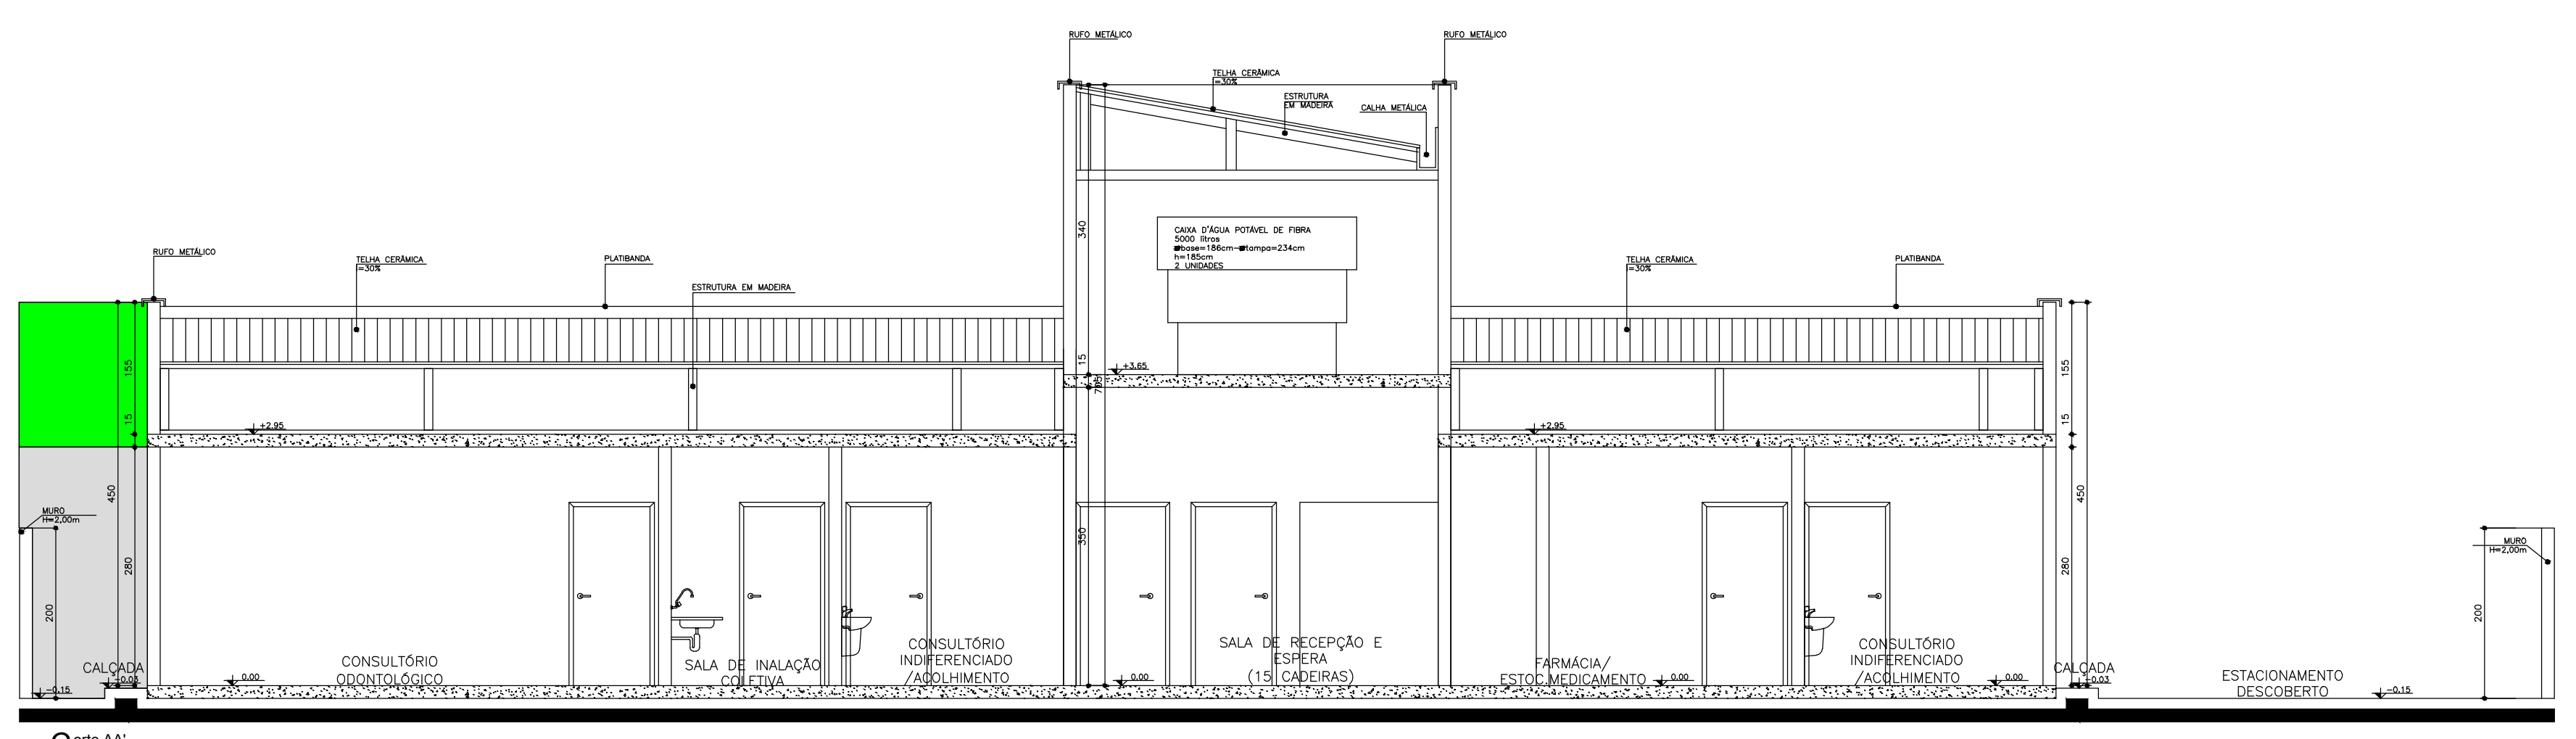 RUFO METÁLICO
RUFO METÁLICO
TELHA CERÂMICA
i=30%
ESTRUTURA
EM MADEIRA
CALHA METÁLICA
340
CAIXA D'ÁGUA POTÁVEL DE FIBRA
5000 litros
øbase=186cm-øtampa=234cm
h=185cm
2 UNIDADES
RUFO METÁLICO
TELHA CERÂMICA
i=30%
PLATIBANDA
ESTRUTURA EM MADEIRA
TELHA CERÂMICA
i=30%
PLATIBANDA
155
15
+3.65
705
155
15
+2.95
+2.95
15
450
280
MURO
H=2,00m
200
350
450
280
MURO
H=2,00m
200
CALÇADA
-0.03
-0.15
0.00
CONSULTÓRIO
ODONTOLÓGICO
SALA DE INALAÇÃO
COLETIVA
CONSULTÓRIO
INDIFERENCIADO
/ACOLHIMENTO
0.00
SALA DE RECEPÇÃO E
ESPERA
(15 CADEIRAS)
FARMÁCIA/
ESTOC.MEDICAMENTO
0.00
CONSULTÓRIO
INDIFERENCIADO
/ACOLHIMENTO
0.00
CALÇADA
-0.03
ESTACIONAMENTO
DESCOBERTO
-0.15